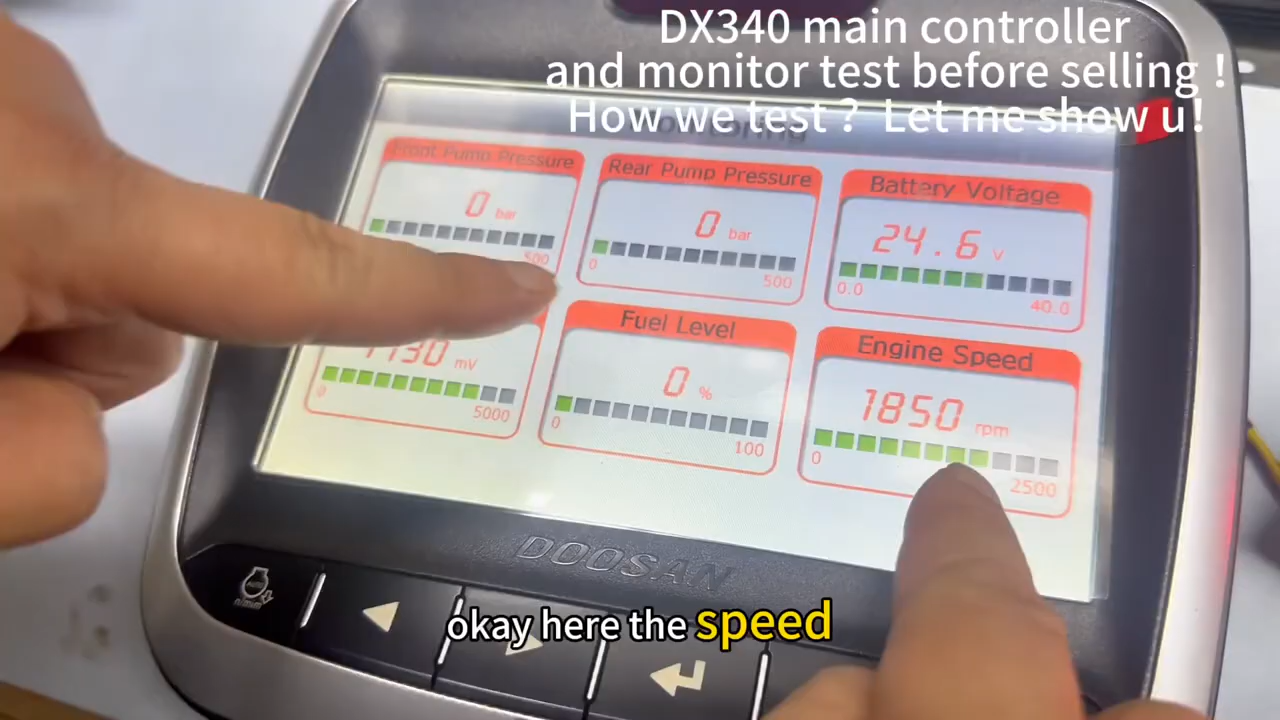 DX340 main controller
and monitor test before selling !
How we test ? Let me show u!
Front Pump Pressure
0 bar
500
Rear Pump Pressure
0 bar
0 500
Battery Voltage
24.6 v
0.0 40.0
mV
0 5000
Fuel Level
0 %
0 100
Engine Speed
1850 rpm
0 2500
DOOSAN
AUTO
n/min
okay here the speed